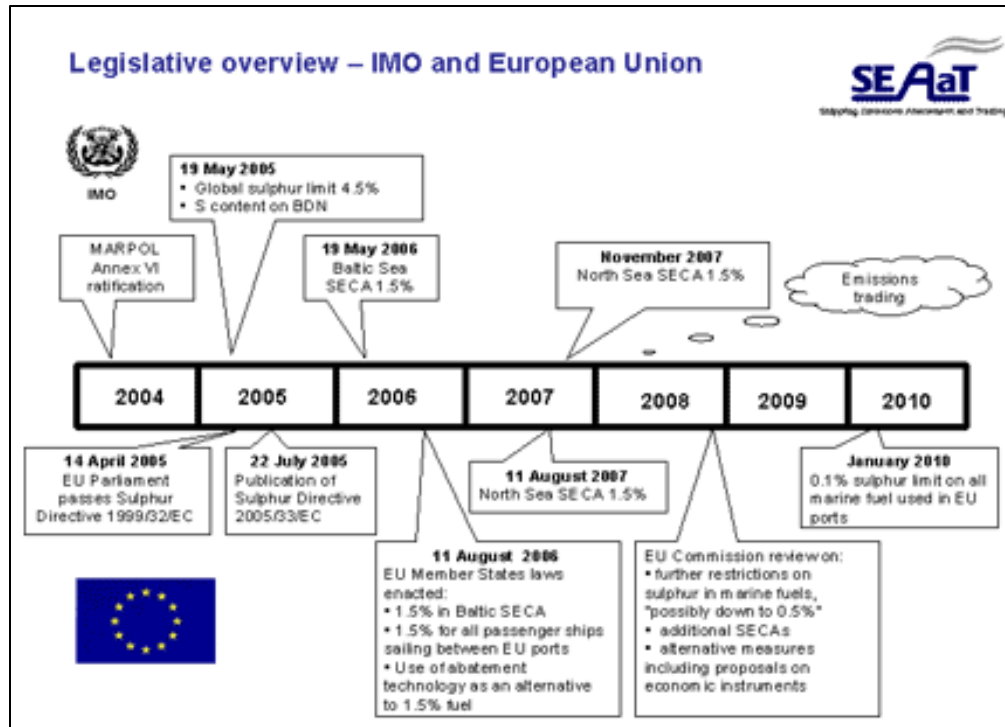 Legislative overview – IMO and European Union
SEAaT
Shipping Emissions Abatement and Trading
IMO
19 May 2005
• Global sulphur limit 4.5%
• S content on BDN
MARPOL
Annex VI
ratification
19 May 2006
Baltic Sea
SECA 1.5%
November 2007
North Sea SECA 1.5%
Emissions
trading
2004
2005
2006
2007
2008
2009
2010
14 April 2005
EU Parliament
passes Sulphur
Directive 1999/32/EC
22 July 2005
Publication of
Sulphur Directive
2005/33/EC
11 August 2006
EU Member States laws
enacted:
• 1.5% in Baltic SECA
• 1.5% for all passenger ships
sailing between EU ports
• Use of abatement
technology as an alternative
to 1.5% fuel
11 August 2007
North Sea SECA 1.5%
EU Commission review on:
• further restrictions on
sulphur in marine fuels,
"possibly down to 0.5%"
• additional SECAs
• alternative measures
including proposals on
economic instruments
January 2010
0.1% sulphur limit on all
marine fuel used in EU
ports